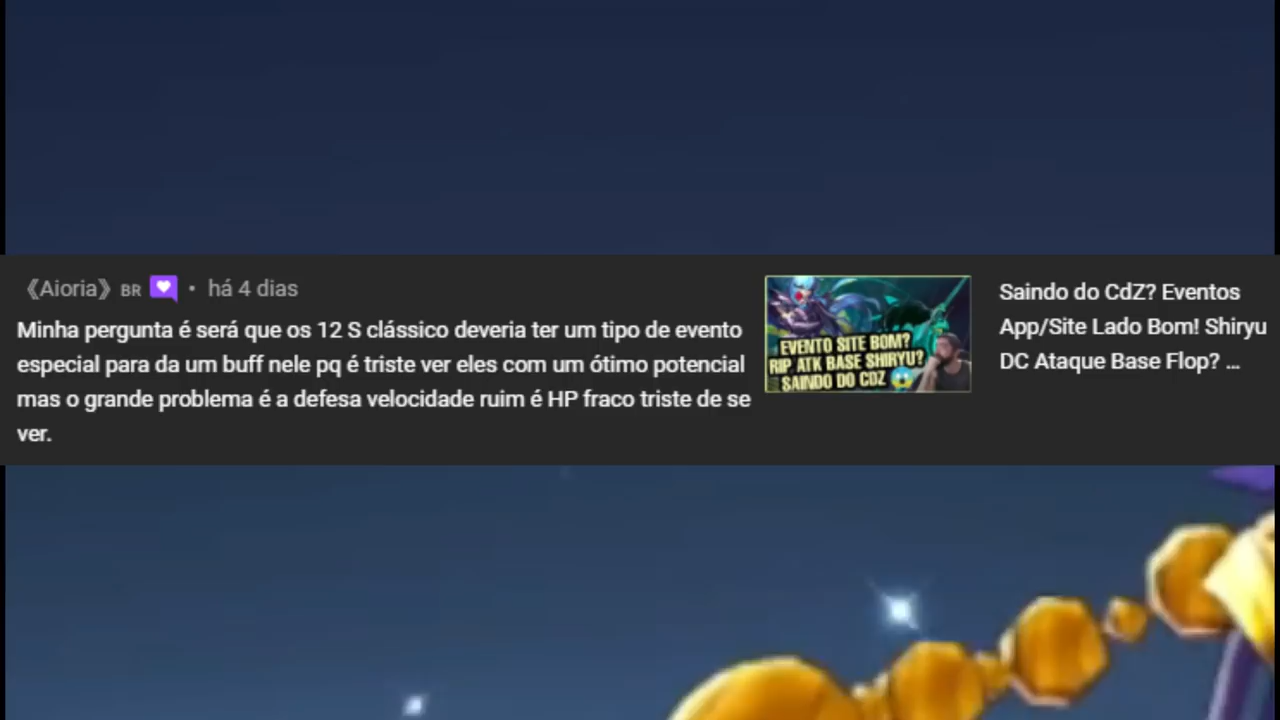 《Aioria》 BR • há 4 dias
Minha pergunta é será que os 12 S clássico deveria ter um tipo de evento
especial para da um buff nele pq é triste ver eles com um ótimo potencial
mas o grande problema é a defesa velocidade ruim é HP fraco triste de se
ver.
EVENTO SITE BOM?
RIP ATK BASE SHIRYU?
SAINDO DO CDZ
Saindo do CdZ? Eventos
App/Site Lado Bom! Shiryu
DC Ataque Base Flop? ...